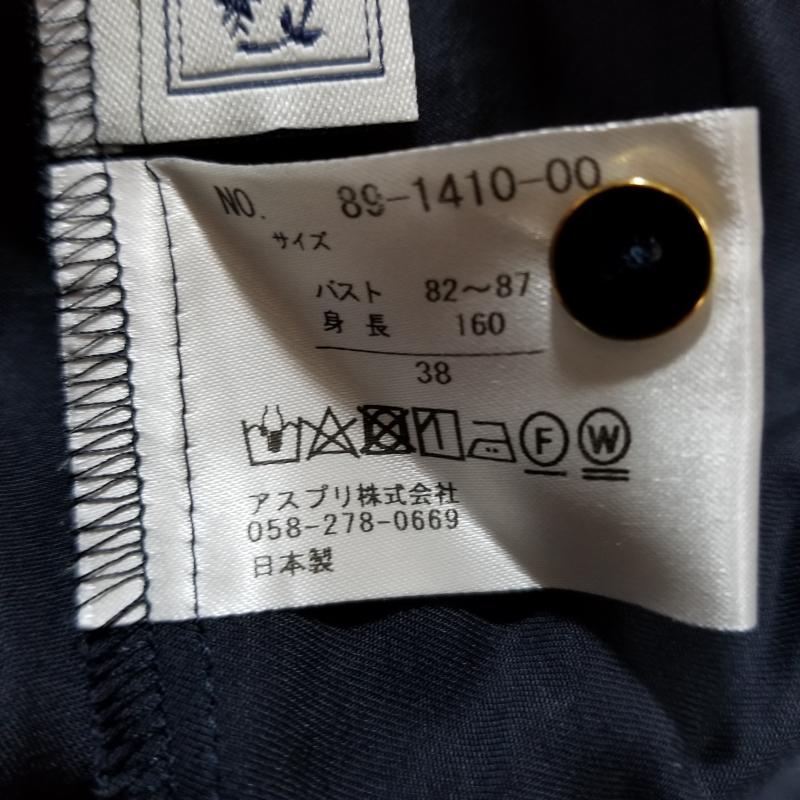 NO. 89-1410-00
サイズ
バスト 82～87
身長 160
38
F W
アスプリ株式会社
058-278-0669
日本製